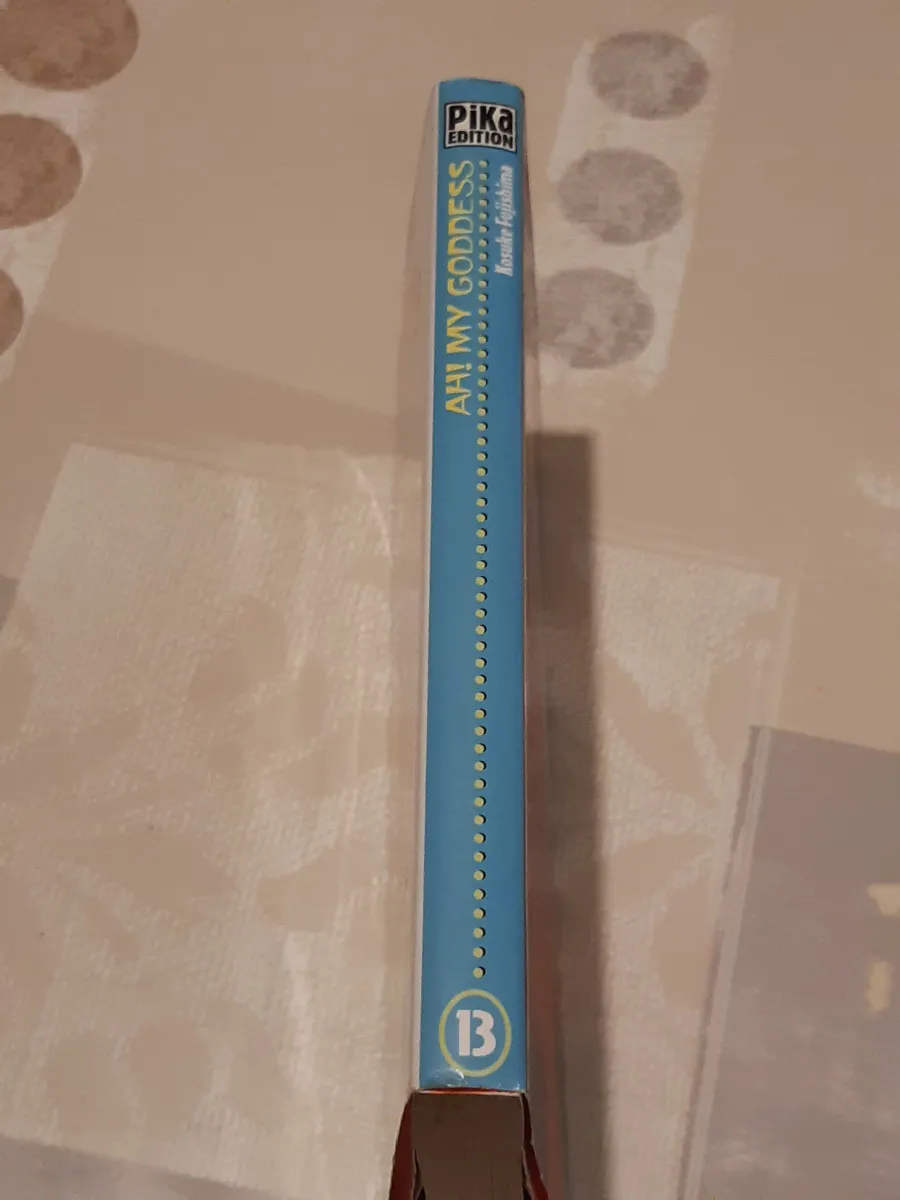 PiKa
EDITION
AH! MY GODDESS
Kosuke Fujishima
13